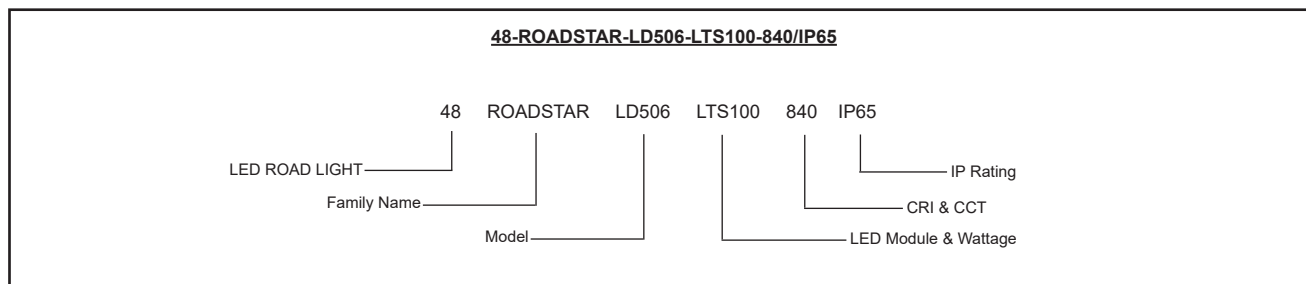 48-ROADSTAR-LD506-LTS100-840/IP65
48 ROADSTAR LD506 LTS100 840 IP65
LED ROAD LIGHT IP Rating
Family Name CRI & CCT
Model LED Module & Wattage